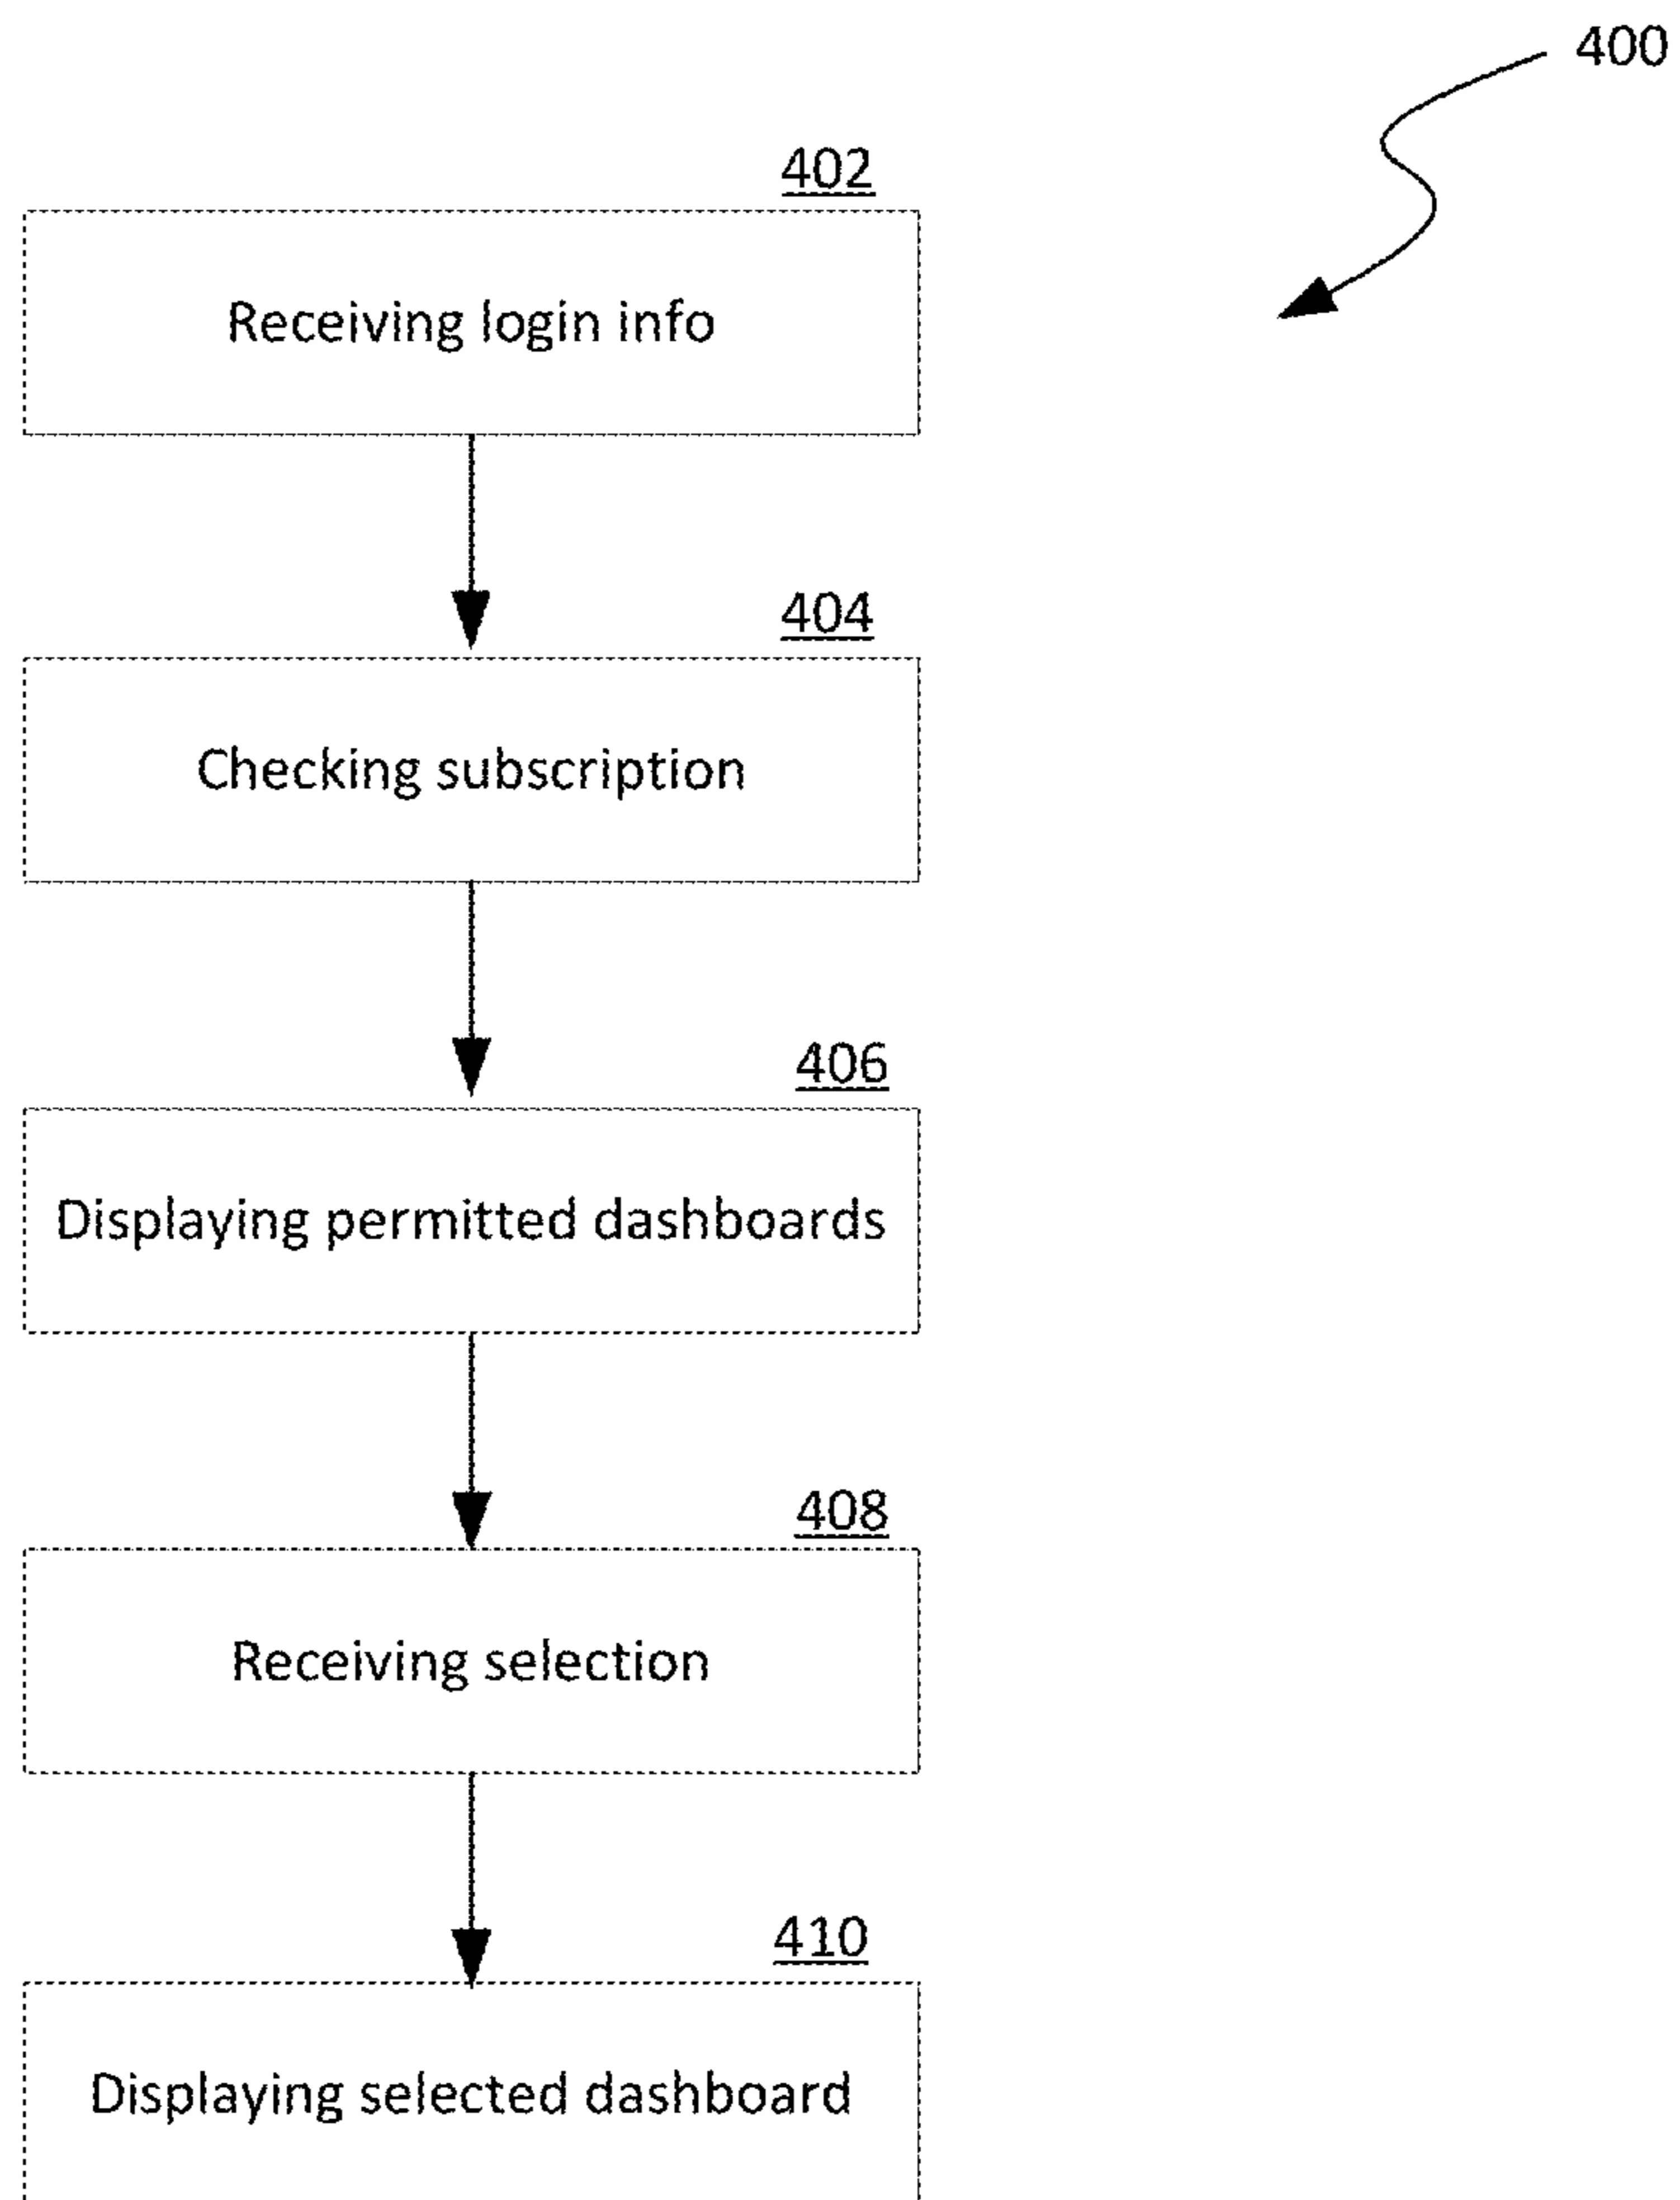 400
402
Receiving login info
404
Checking subscription
406
Displaying permitted dashboards
408
Receiving selection
410
Displaying selected dashboard